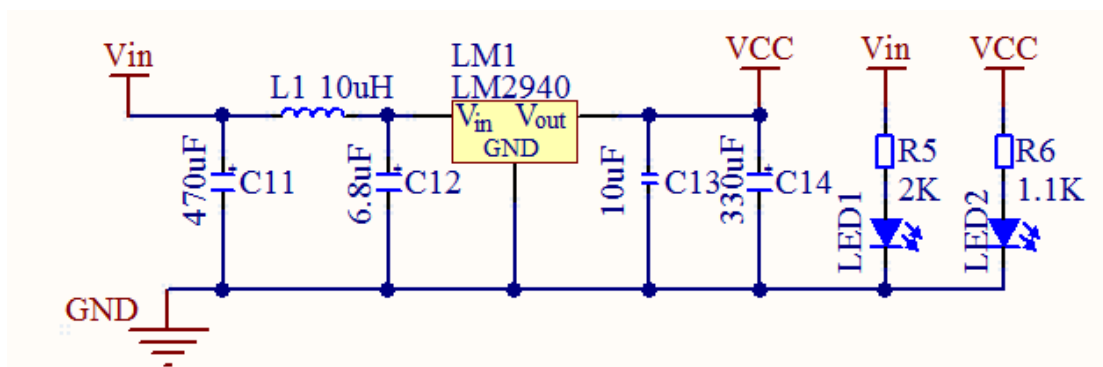 Vin
L1 10uH
LM1
LM2940
Vin Vout
GND
VCC
Vin
VCC
470uF
C11
6.8uF
C12
10uF
C13
330uF
C14
R5
2K
LED1
R6
1.1K
LED2
GND